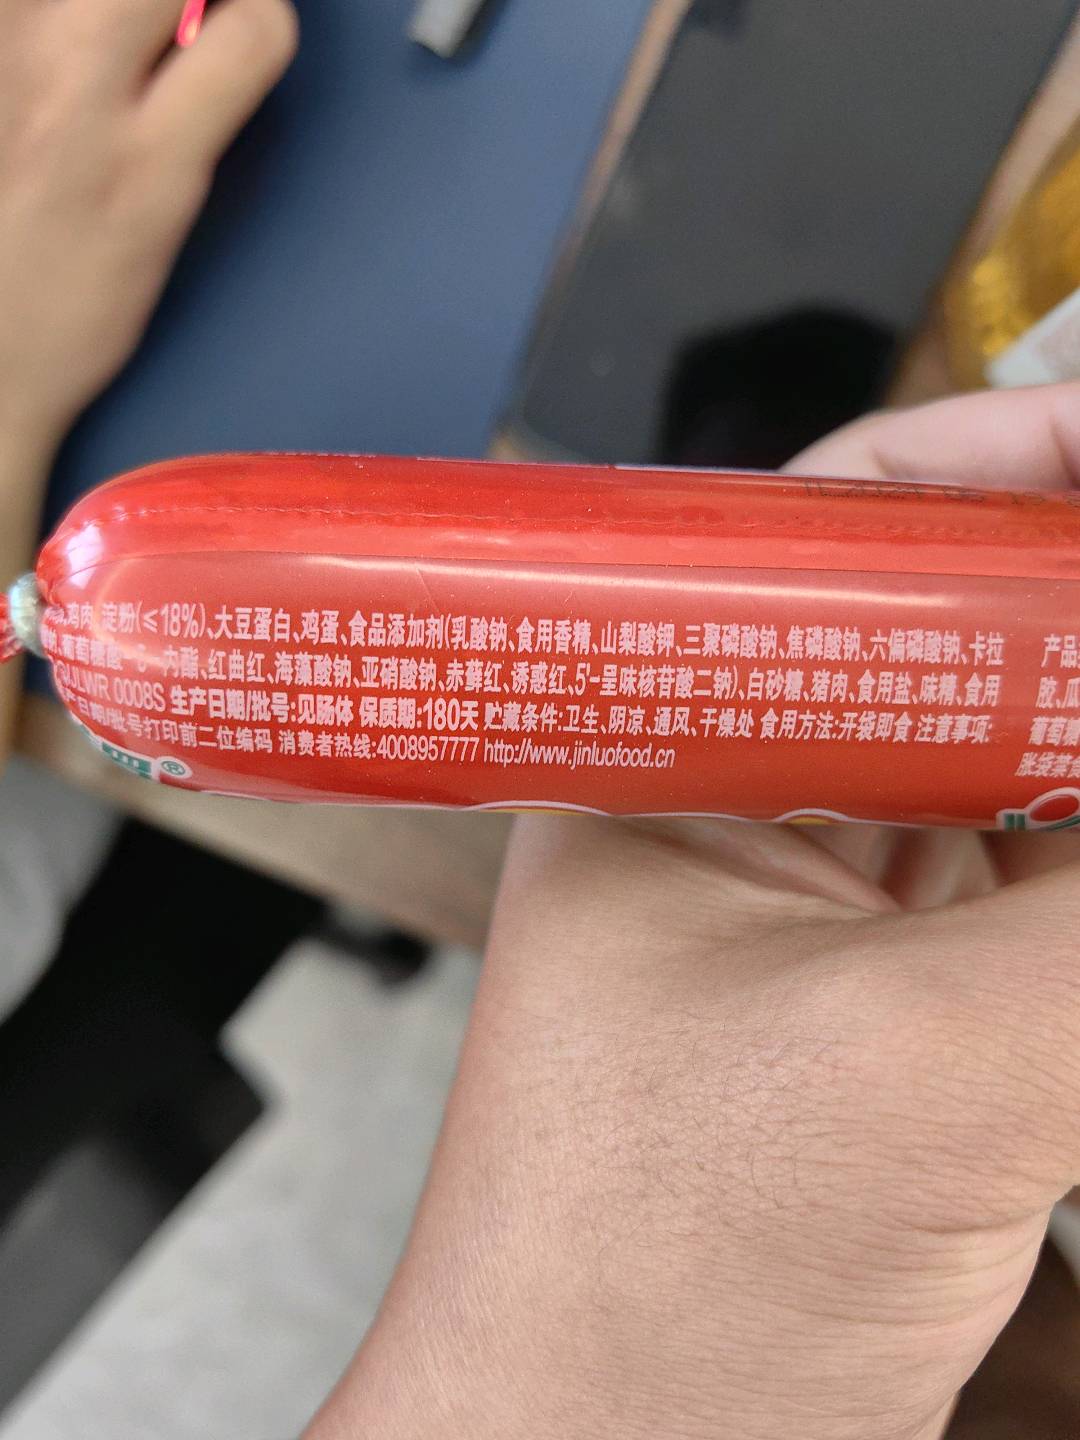 鸡肉、淀粉(≤18%)、大豆蛋白、鸡蛋、食品添加剂(乳酸钠、食用香精、山梨酸钾、三聚磷酸钠、焦磷酸钠、六偏磷酸钠、卡拉
葡萄糖酸-δ-内酯、红曲红、海藻酸钠、亚硝酸钠、赤藓红、诱惑红、5'-呈味核苷酸二钠)、白砂糖、猪肉、食用盐、味精、食用
JLWR 0008S 生产日期/批号:见肠体 保质期:180天 贮藏条件:卫生、阴凉、通风、干燥处 食用方法:开袋即食 注意事项:
日期/批号打印前二位编码 消费者热线:4008957777 http://www.jinluofood.cn
®
产品
胶、瓜
葡萄糖
胀袋禁食